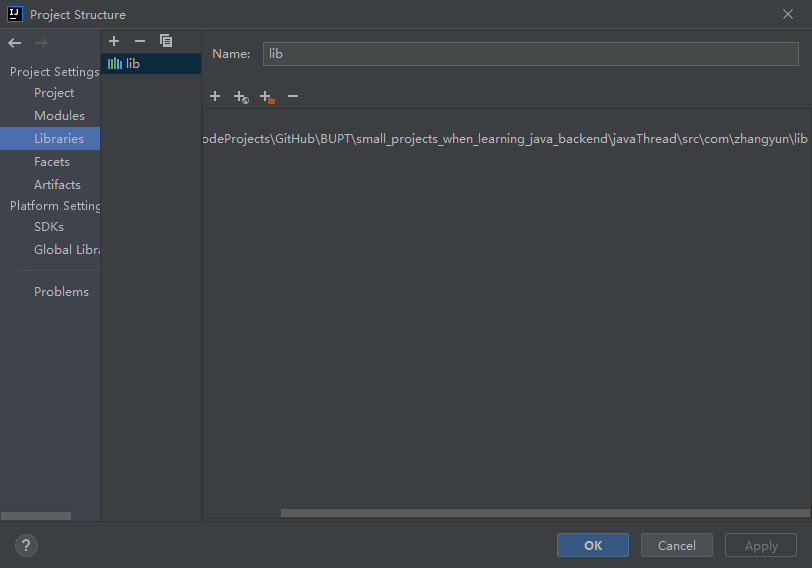 Project Structure
Project Settings
Project
Modules
Libraries
Facets
Artifacts
Platform Setting
SDKs
Global Libra
Problems
lib
Name:
lib
odeProjects\GitHub\BUPT\small_projects_when_learning_java_backend\javaThread\src\com\zhangyun\lib
?
OK
Cancel
Apply